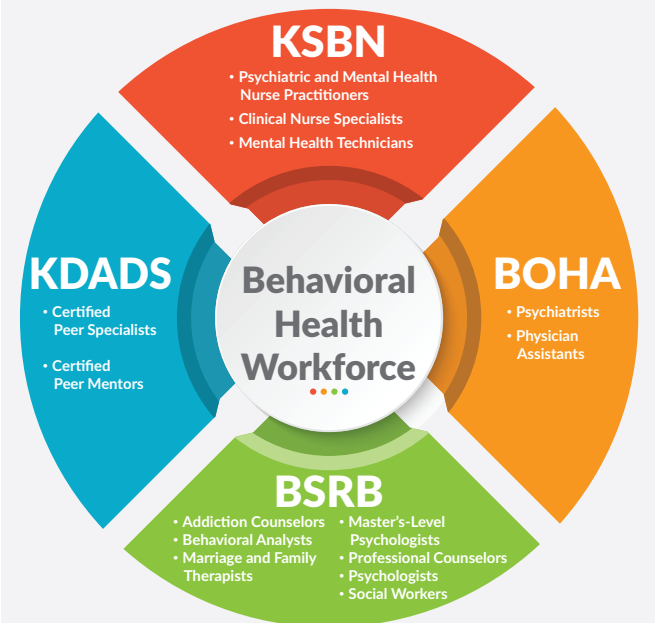 KSBN
• Psychiatric and Mental Health
Nurse Practitioners
• Clinical Nurse Specialists
• Mental Health Technicians
KDADS
• Certified
Peer Specialists
• Certified
Peer Mentors
Behavioral
Health
Workforce
BOHA
• Psychiatrists
• Physician
Assistants
BSRB
• Addiction Counselors
• Behavioral Analysts
• Marriage and Family
Therapists
• Master's-Level
Psychologists
• Professional Counselors
• Psychologists
• Social Workers